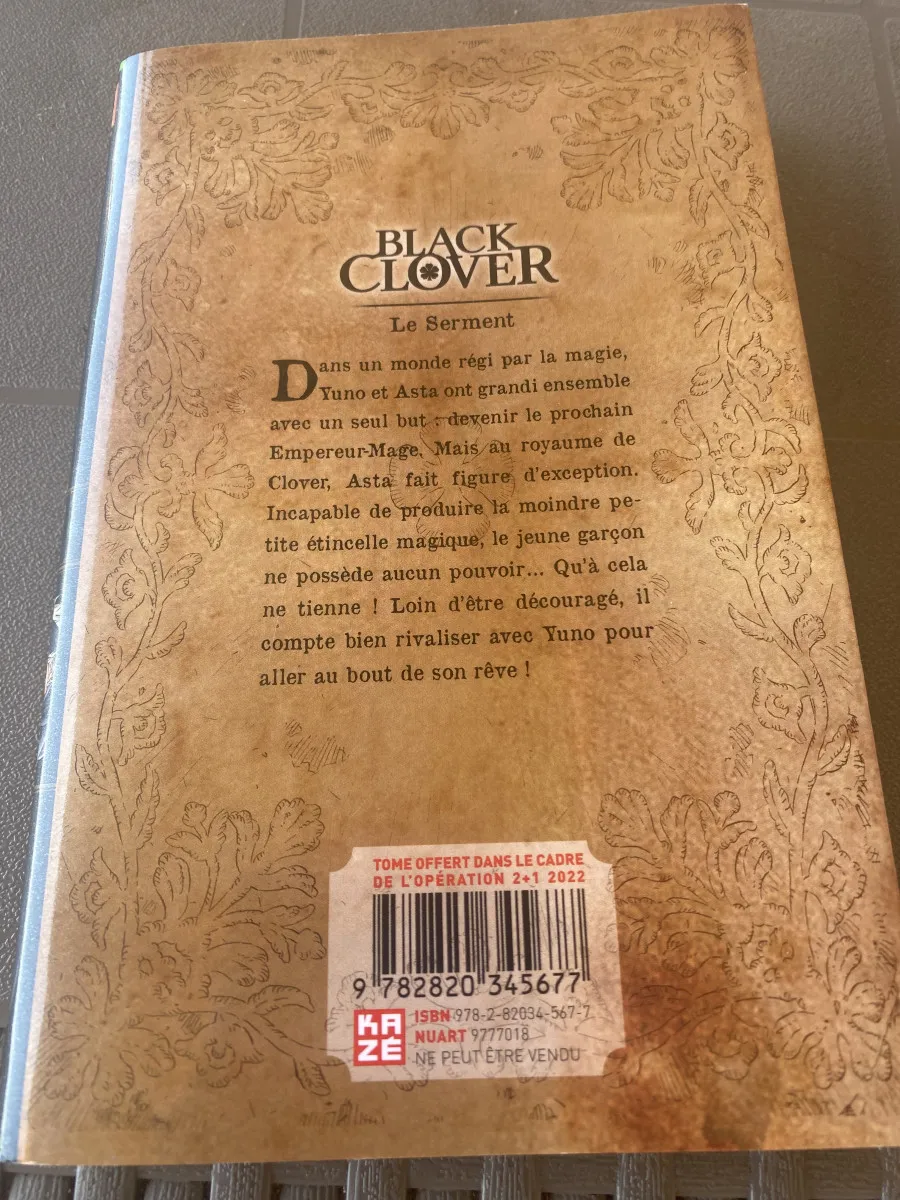 BLACK
CLOVER
Le Serment
Dans un monde régi par la magie,
Yuno et Asta ont grandi ensemble
avec un seul but : devenir le prochain
Empereur-Mage. Mais au royaume de
Clover, Asta fait figure d'exception.
Incapable de produire la moindre pe-
tite étincelle magique, le jeune garçon
ne possède aucun pouvoir... Qu'à cela
ne tienne ! Loin d'être découragé, il
compte bien rivaliser avec Yuno pour
aller au bout de son rêve !
TOME OFFERT DANS LE CADRE
DE L'OPÉRATION 2+1 2022
9 782820 345677
KAZÉ
ISBN 978-2-82034-567-7
NUART 9777018
NE PEUT ÊTRE VENDU